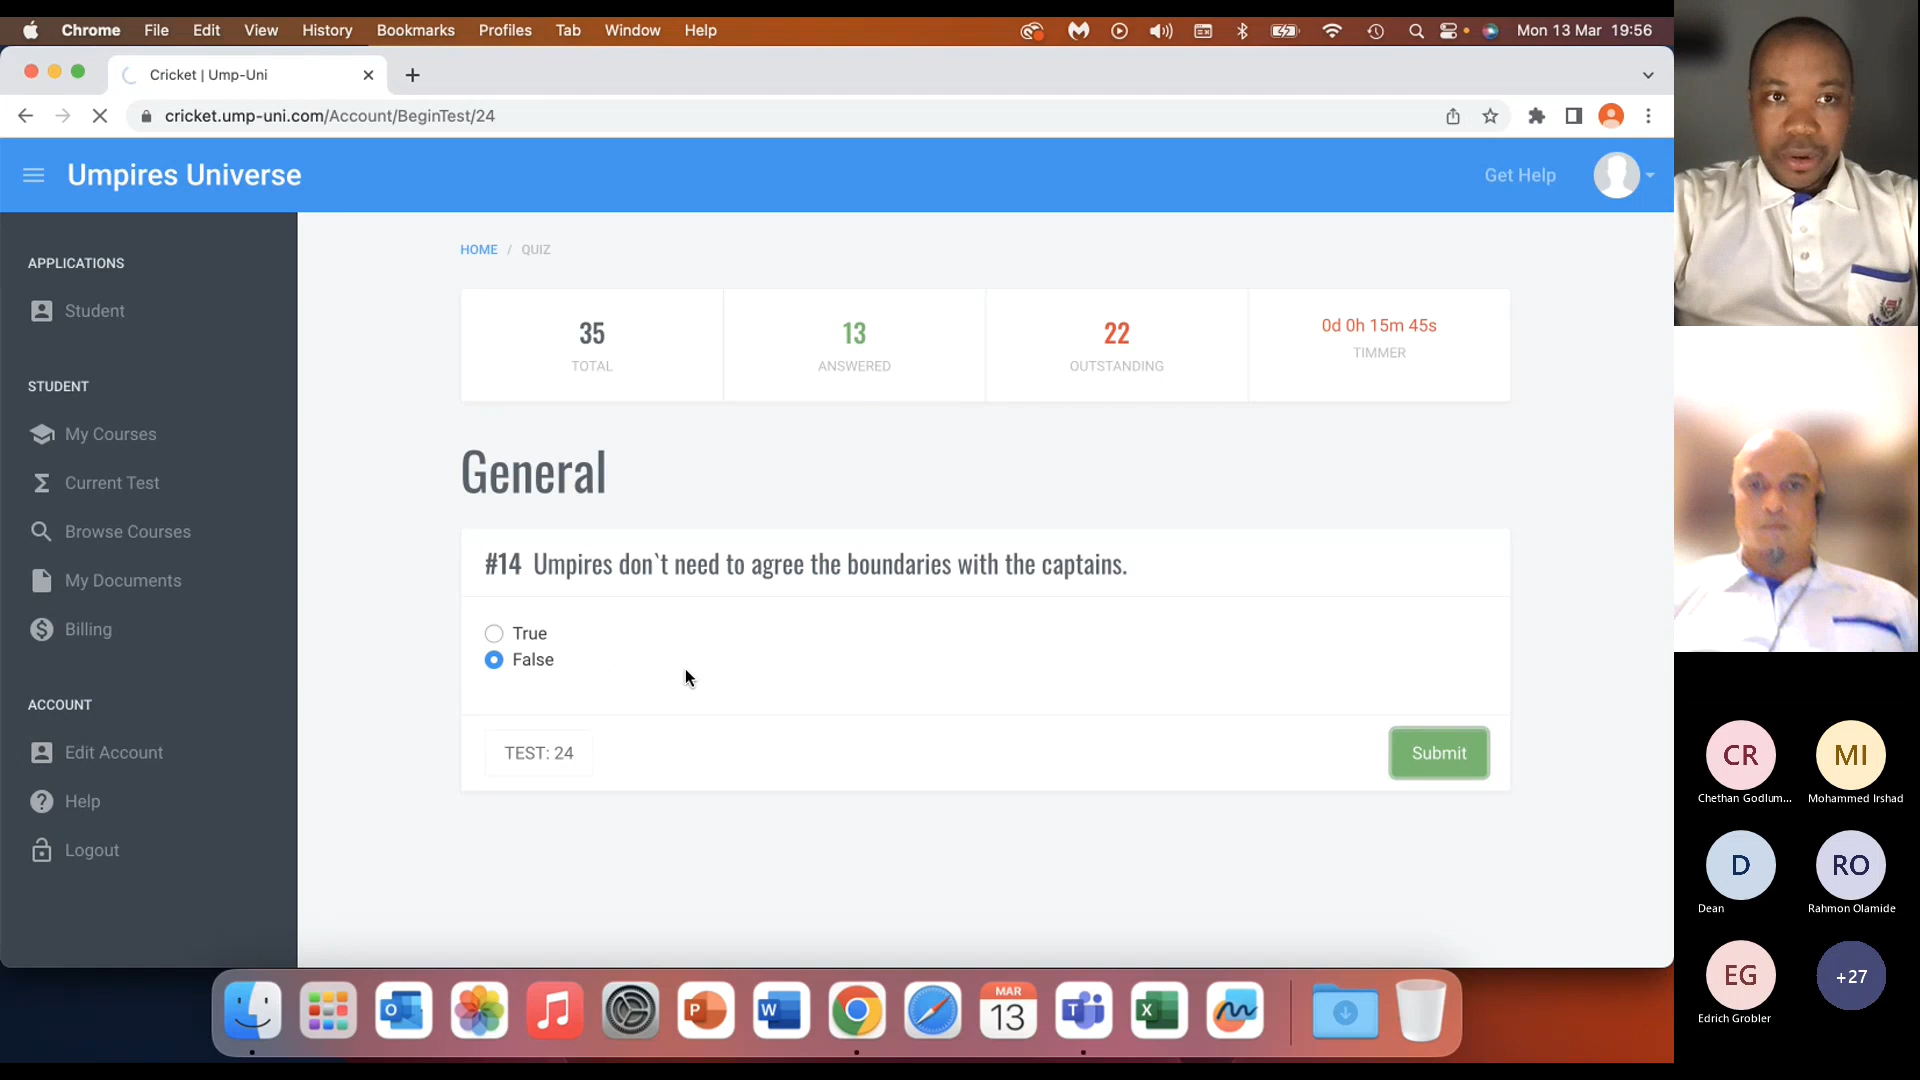 Chrome File Edit View History Bookmarks Profiles Tab Window Help Mon 13 Mar 19:56
Cricket | Ump-Uni
cricket.ump-uni.com/Account/BeginTest/24
Umpires Universe
Get Help
APPLICATIONS
Student
STUDENT
My Courses
Current Test
Browse Courses
My Documents
Billing
ACCOUNT
Edit Account
Help
Logout
HOME / QUIZ
35
TOTAL
13
ANSWERED
22
OUTSTANDING
0d 0h 15m 45s
TIMMER
General
#14 Umpires don`t need to agree the boundaries with the captains.
True
False
TEST: 24
Submit
MAR
13
P
W
X
CR
Chethan Godlum...
MI
Mohammed Irshad
D
Dean
RO
Rahmon Olamide
EG
Edrich Grobler
+27